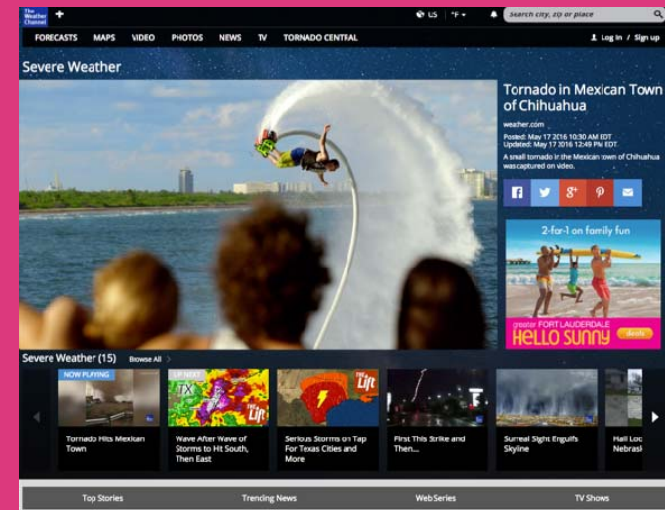 The
Weather
Channel
US °F
Search city, zip or place
FORECASTS MAPS VIDEO PHOTOS NEWS TV TORNADO CENTRAL
Log In / Sign up
Severe Weather
Tornado in Mexican Town
of Chihuahua
weather.com
Posted: May 17 2016 10:30 AM EDT
Updated: May 17 2016 12:49 PM EDT
A small tornado in the Mexican town of Chihuahua
was captured on video.
2-for-1 on family fun
greater FORT LAUDERDALE
HELLO SUNNY
deals
Severe Weather (15) Browse All
NOW PLAYING
UP NEXT
TX
THE Lift
THE Lift
Tornado Hits Mexican
Town
Wave After Wave of
Storms to Hit South,
Then East
Serious Storms on Tap
For Texas Cities and
More
First This Strike and
Then...
Surreal Sight Engulfs
Skyline
Hail Loc
Nebrask
Top Stories Trending News Web Series TV Shows